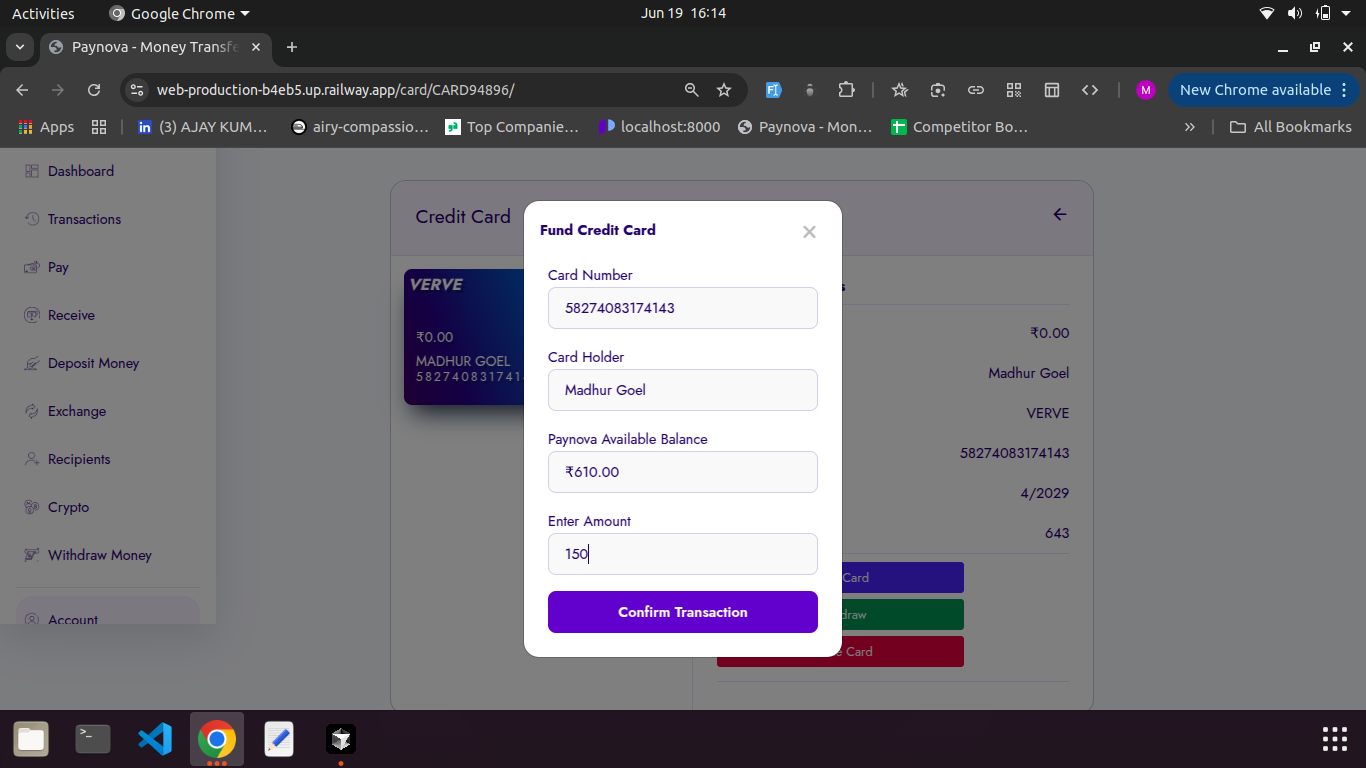 Activities
Google Chrome
Jun 19 16:14
Paynova - Money Transfe
web-production-b4eb5.up.railway.app/card/CARD94896/
M
New Chrome available
Apps
(3) AJAY KUM...
airy-compassio...
Top Companie...
localhost:8000
Paynova - Mon...
Competitor Bo...
All Bookmarks
Dashboard
Transactions
Pay
Receive
Deposit Money
Exchange
Recipients
Crypto
Withdraw Money
Account
Credit Card
VERVE
₹0.00
MADHUR GOEL
582740831741
Fund Credit Card
Card Number
58274083174143
Card Holder
Madhur Goel
Paynova Available Balance
₹610.00
Enter Amount
150
Confirm Transaction
s
₹0.00
Madhur Goel
VERVE
58274083174143
4/2029
643
Card
draw
e Card